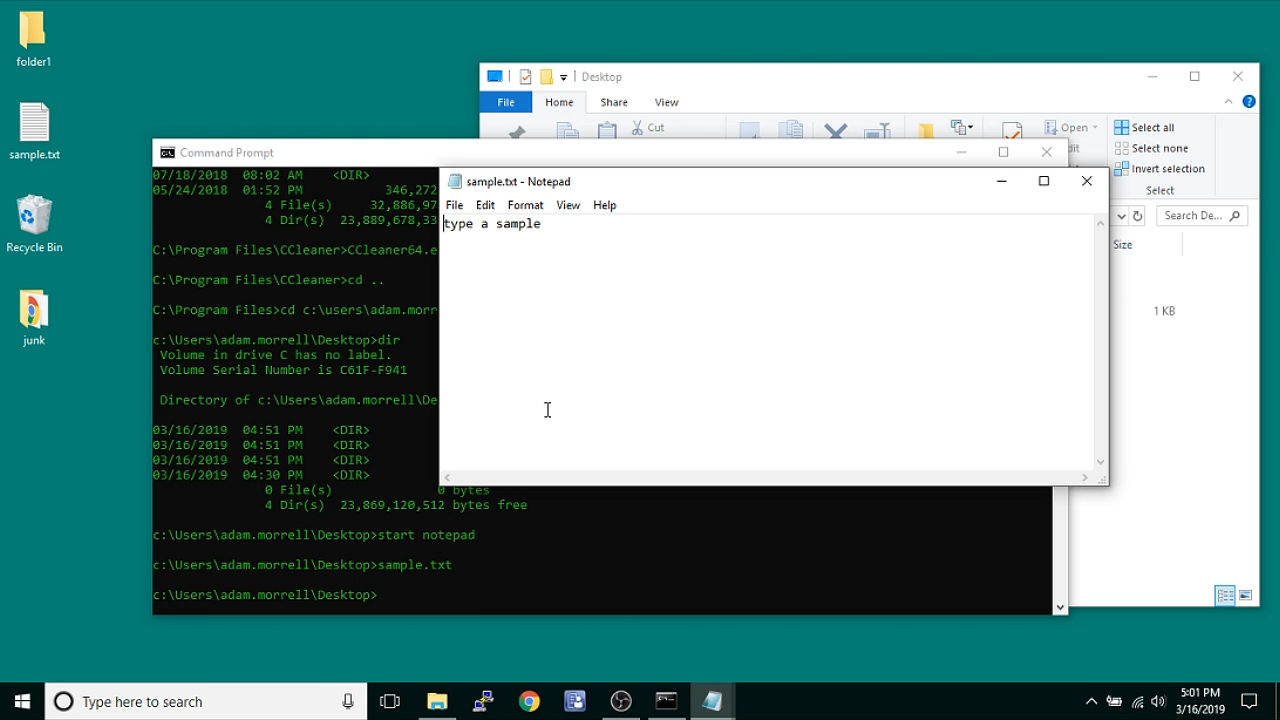 folder1
sample.txt
Recycle Bin
junk
Desktop
File Home Share View
Cut
Open
Select all
Select none
Invert selection
Select
Search De...
Size
1 KB
Command Prompt
07/18/2018 08:02 AM <DIR>
05/24/2018 01:52 PM 346,272
4 File(s) 32,886,97
4 Dir(s) 23,889,678,33
C:\Program Files\CCleaner>CCleaner64.e
C:\Program Files\CCleaner>cd ..
C:\Program Files>cd c:\users\adam.morr
c:\Users\adam.morrell\Desktop>dir
Volume in drive C has no label.
Volume Serial Number is C61F-F941
Directory of c:\Users\adam.morrell\De
03/16/2019 04:51 PM <DIR>
03/16/2019 04:51 PM <DIR>
03/16/2019 04:51 PM <DIR>
03/16/2019 04:30 PM <DIR>
0 File(s) 0 bytes
4 Dir(s) 23,869,120,512 bytes free
c:\Users\adam.morrell\Desktop>start notepad
c:\Users\adam.morrell\Desktop>sample.txt
c:\Users\adam.morrell\Desktop>
sample.txt - Notepad
File Edit Format View Help
type a sample
Type here to search
5:01 PM
3/16/2019